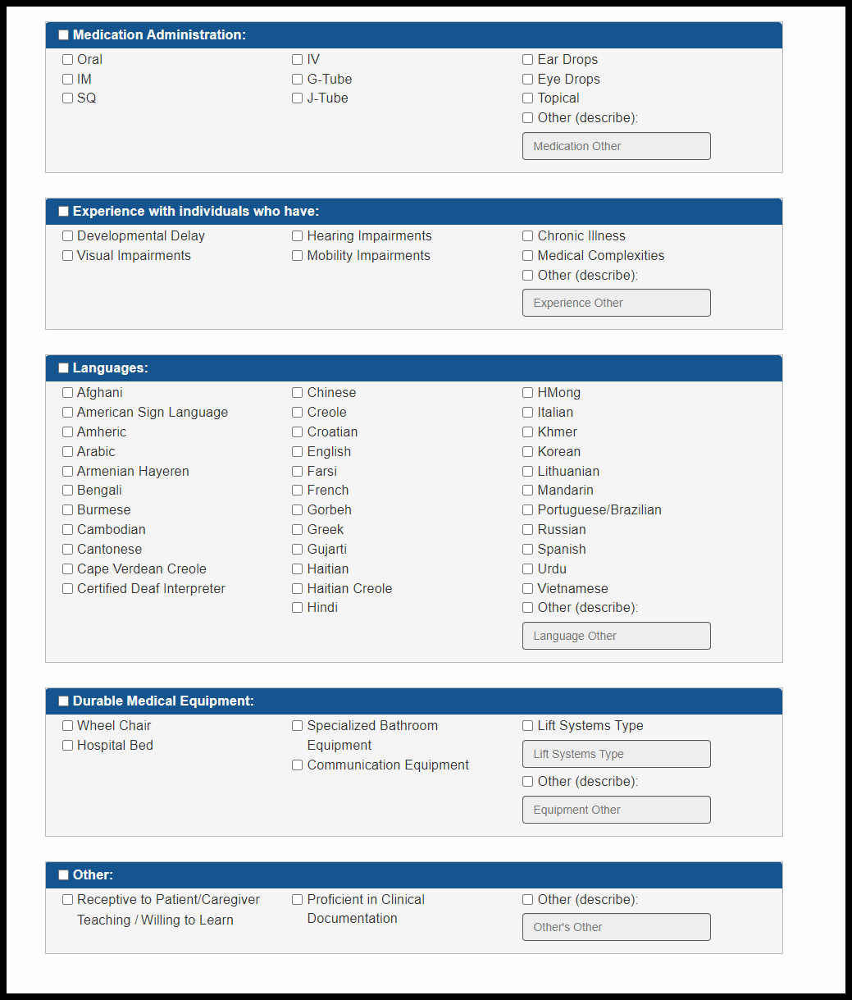 Medication Administration:
Oral
IM
SQ
IV
G-Tube
J-Tube
Ear Drops
Eye Drops
Topical
Other (describe):
Medication Other
Experience with individuals who have:
Developmental Delay
Visual Impairments
Hearing Impairments
Mobility Impairments
Chronic Illness
Medical Complexities
Other (describe):
Experience Other
Languages:
Afghani
American Sign Language
Amheric
Arabic
Armenian Hayeren
Bengali
Burmese
Cambodian
Cantonese
Cape Verdean Creole
Certified Deaf Interpreter
Chinese
Creole
Croatian
English
Farsi
French
Gorbeh
Greek
Gujarti
Haitian
Haitian Creole
Hindi
HMong
Italian
Khmer
Korean
Lithuanian
Mandarin
Portuguese/Brazilian
Russian
Spanish
Urdu
Vietnamese
Other (describe):
Language Other
Durable Medical Equipment:
Wheel Chair
Hospital Bed
Specialized Bathroom
Equipment
Communication Equipment
Lift Systems Type
Lift Systems Type
Other (describe):
Equipment Other
Other:
Receptive to Patient/Caregiver
Teaching / Willing to Learn
Proficient in Clinical
Documentation
Other (describe):
Other's Other